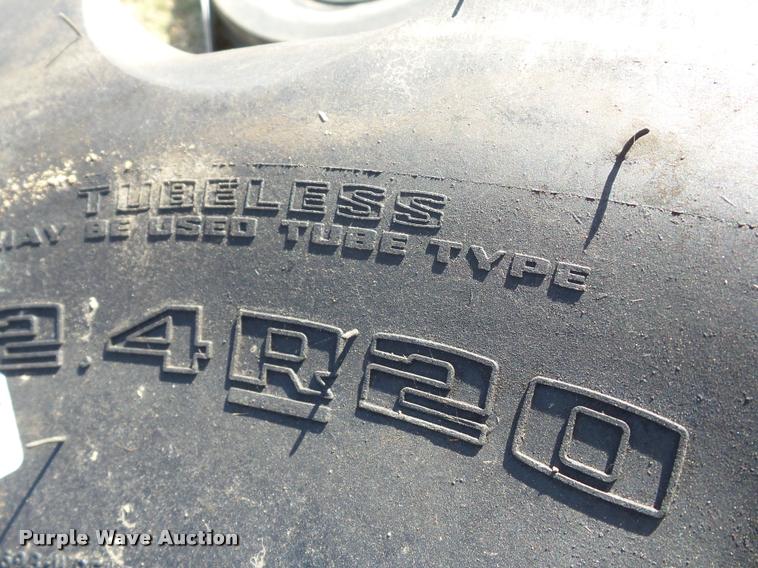 TUBELESS
MAY BE USED TUBE TYPE
2.4R20
Purple Wave Auction